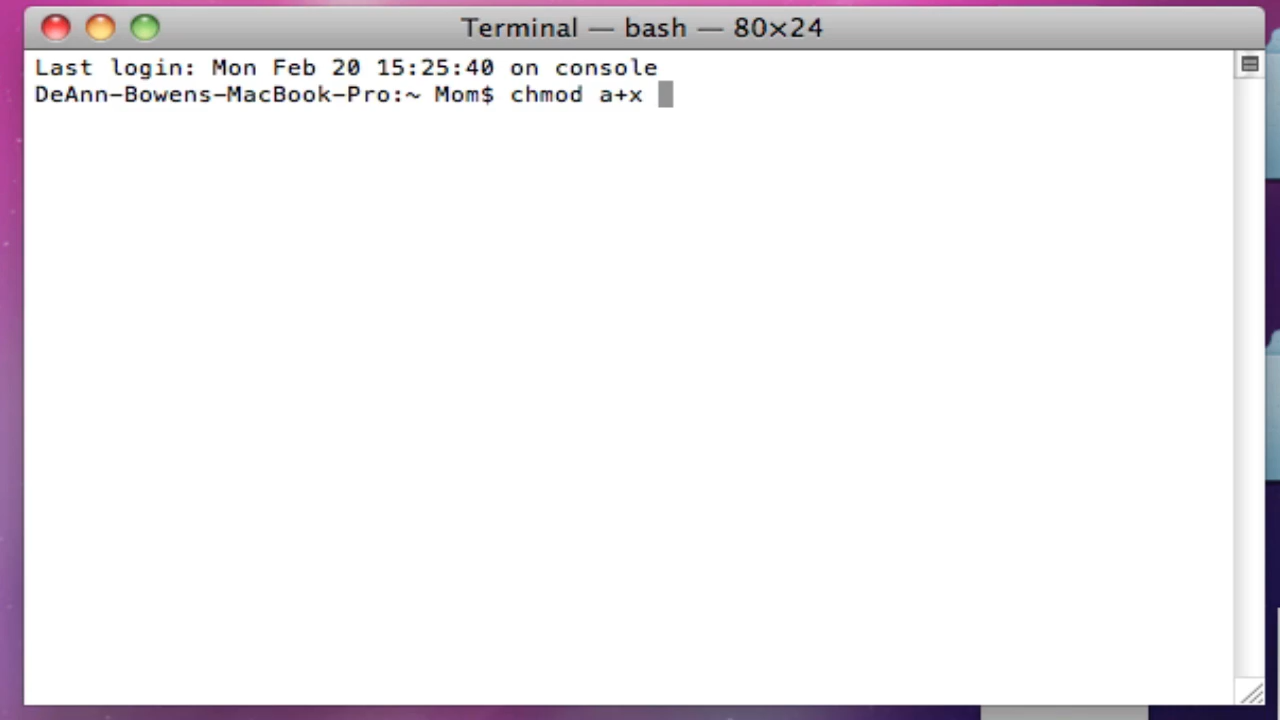 Terminal — bash — 80×24
Last login: Mon Feb 20 15:25:40 on console
DeAnn-Bowens-MacBook-Pro:~ Mom$ chmod a+x